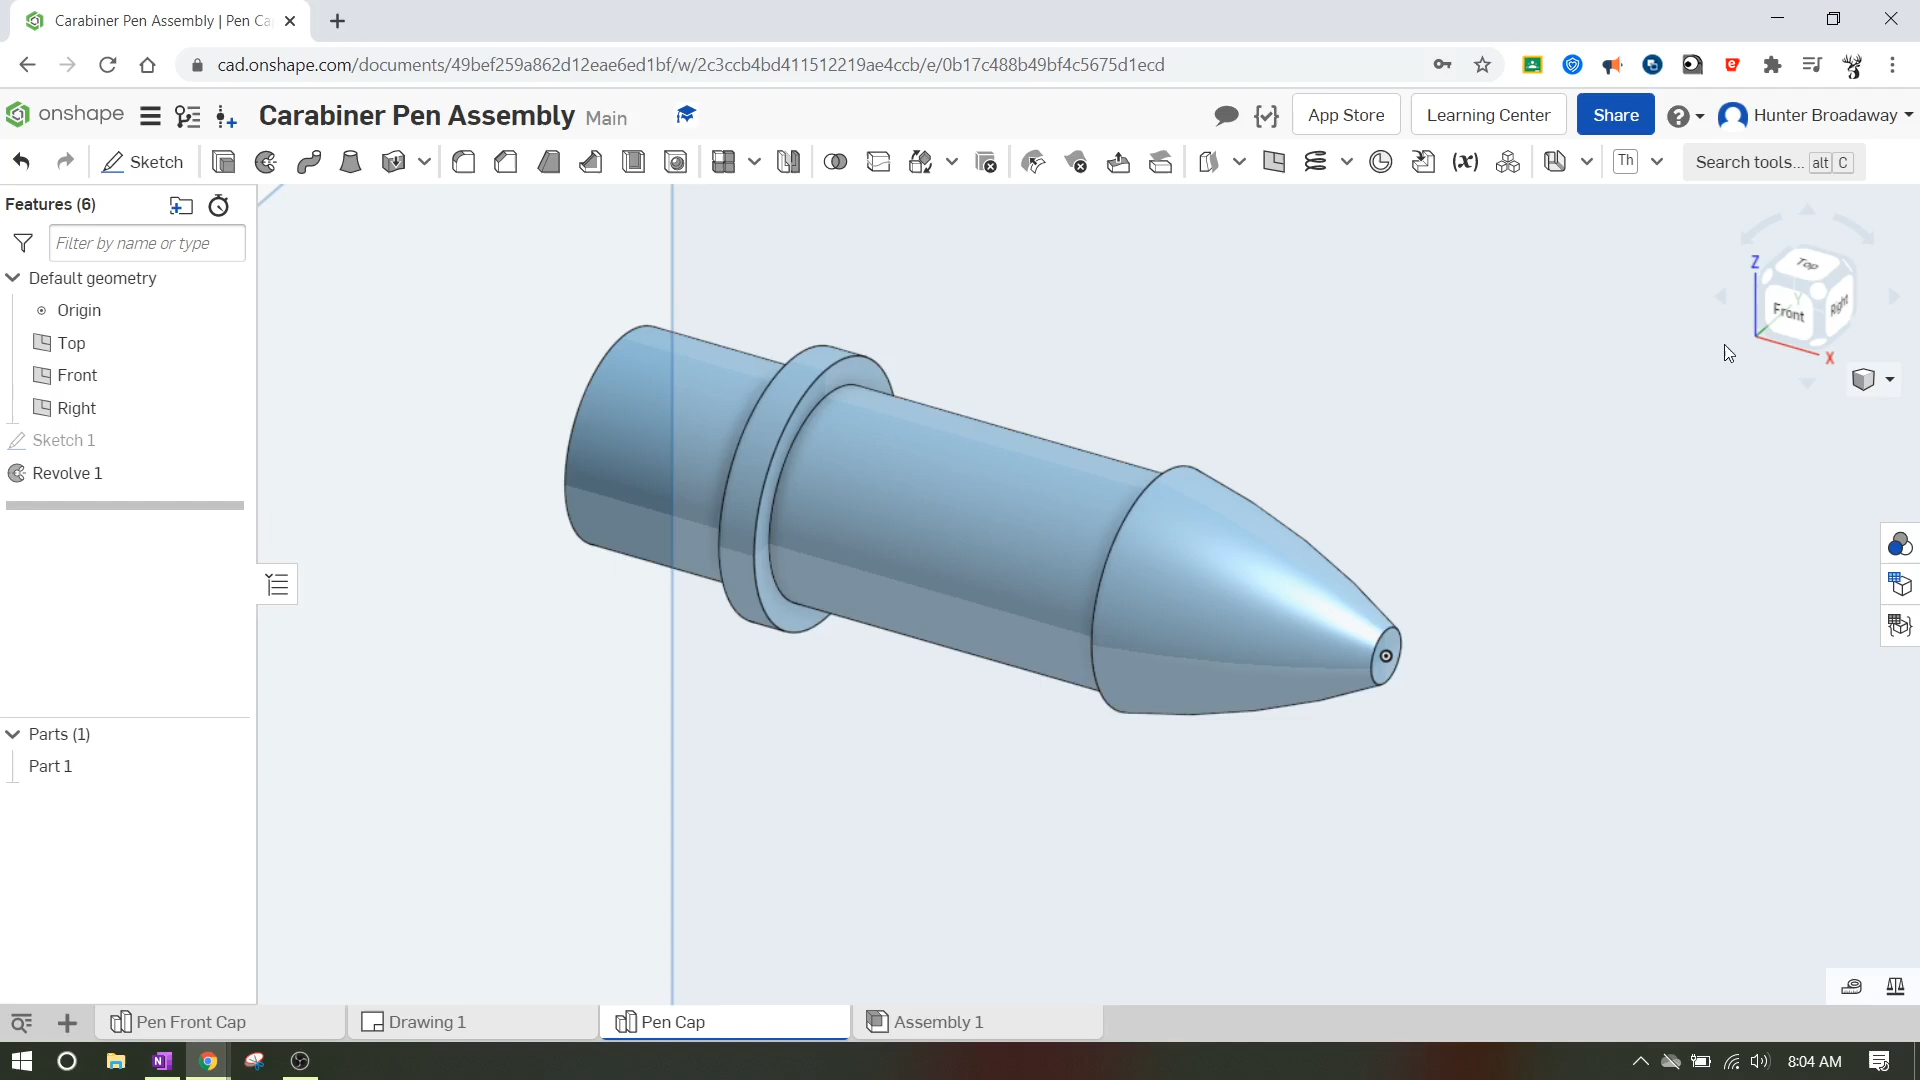 Carabiner Pen Assembly | Pen Ca
cad.onshape.com/documents/49bef259a862d12eae6ed1bf/w/2c3ccb4bd411512219ae4ccb/e/0b17c488b49bf4c5675d1ecd
onshape
Carabiner Pen Assembly Main
App Store
Learning Center
Share
Hunter Broadaway
Sketch
(x)
Th
Search tools... alt C
Features (6)
Filter by name or type
Default geometry
Origin
Top
Front
Right
Sketch 1
Revolve 1
Z
Top
Y
Front
Right
X
Parts (1)
Part 1
Pen Front Cap
Drawing 1
Pen Cap
Assembly 1
8:04 AM